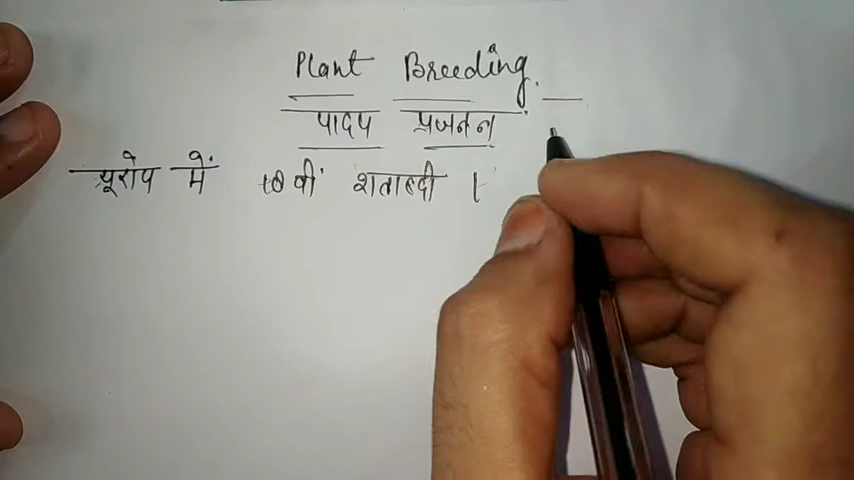 Plant Breeding. —
पादप प्रजनन
यूरोप में 18वीं शताब्दी ।